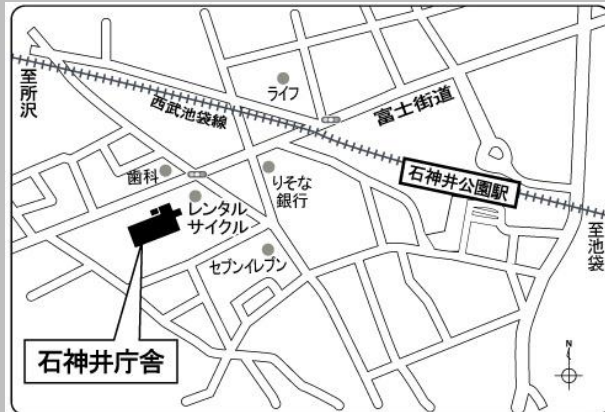 至所沢
西武池袋線
ライフ
富士街道
歯科
りそな
銀行
石神井公園駅
レンタル
サイクル
セブンイレブン
至池袋
石神井庁舎
N